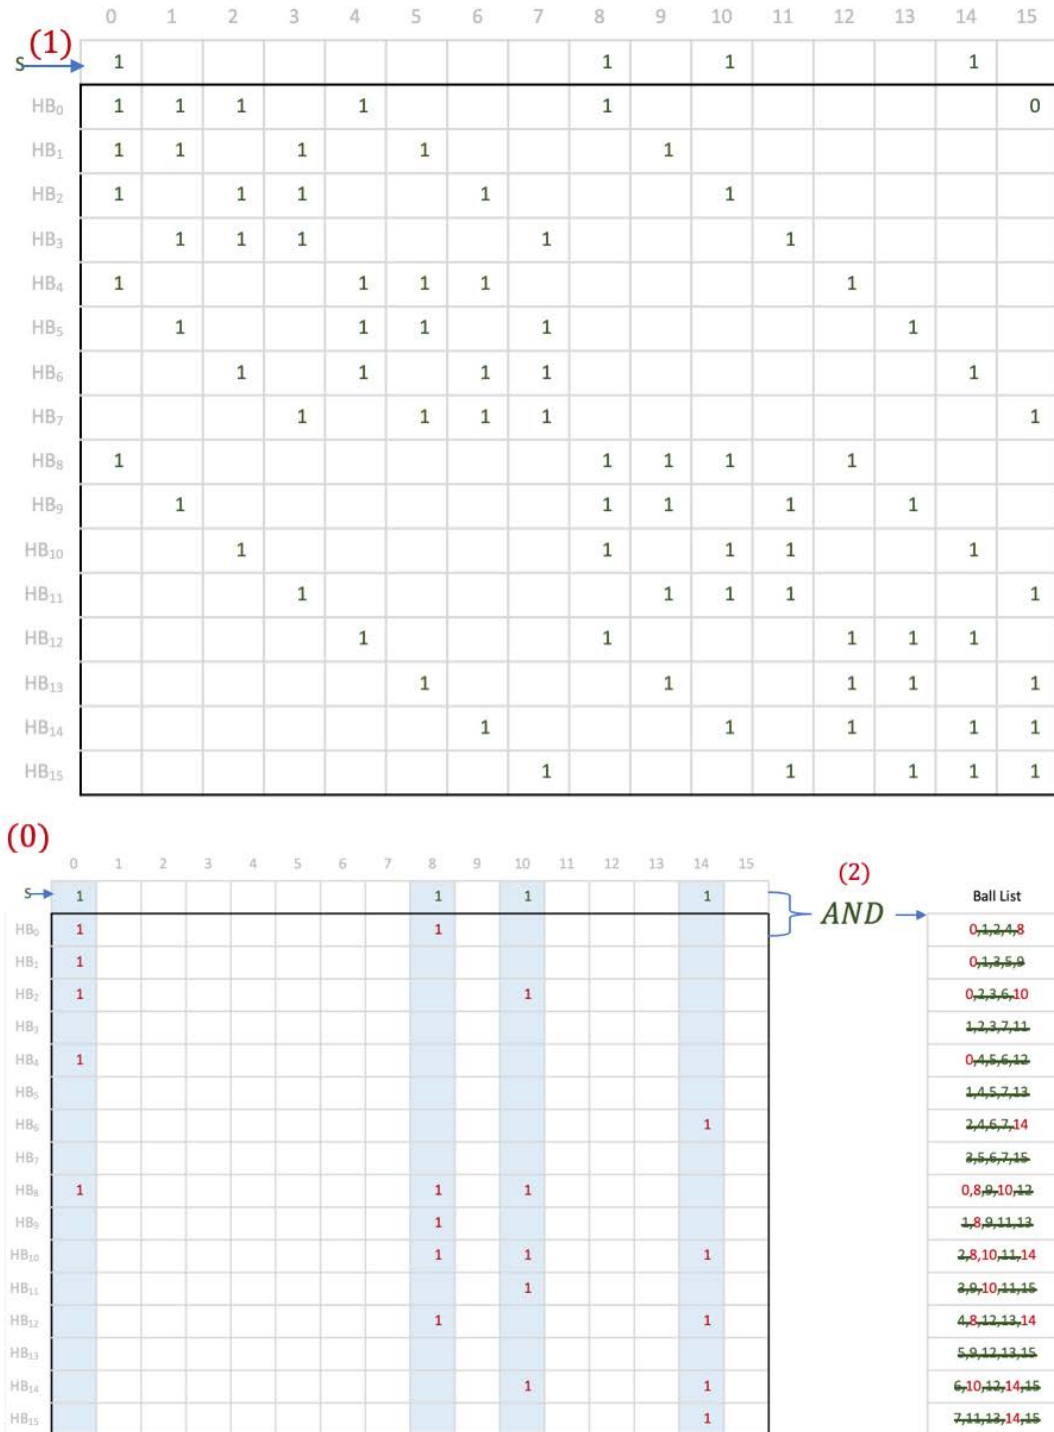 0 1 2 3 4 5 6 7 8 9 10 11 12 13 14 15
(1)
S 1 1 1 1
HB0 1 1 1 1 1 0
HB1 1 1 1 1 1
HB2 1 1 1 1 1
HB3 1 1 1 1 1
HB4 1 1 1 1 1
HB5 1 1 1 1 1
HB6 1 1 1 1 1
HB7 1 1 1 1 1
HB8 1 1 1 1 1
HB9 1 1 1 1 1
HB10 1 1 1 1 1
HB11 1 1 1 1 1
HB12 1 1 1 1 1
HB13 1 1 1 1 1
HB14 1 1 1 1 1
HB15 1 1 1 1 1
(0)
0 1 2 3 4 5 6 7 8 9 10 11 12 13 14 15
(2)
S 1 1 1 1 Ball List
AND
HB0 1 1 0,1,2,4,8
HB1 1 0,1,3,5,9
HB2 1 1 0,2,3,6,10
HB3 1,2,3,7,11
HB4 1 0,4,5,6,12
HB5 1,4,5,7,13
HB6 1 2,4,6,7,14
HB7 3,5,6,7,15
HB8 1 1 1 0,8,9,10,12
HB9 1 1,8,9,11,13
HB10 1 1 1 2,8,10,11,14
HB11 1 3,9,10,11,15
HB12 1 1 4,8,12,13,14
HB13 5,9,12,13,15
HB14 1 1 6,10,12,14,15
HB15 1 7,11,13,14,15